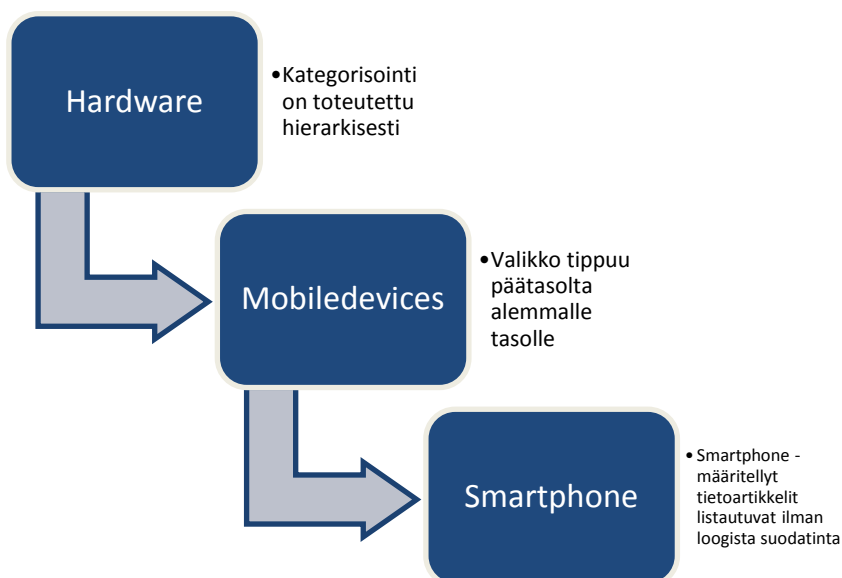 Hardware
•Kategorisointi
on toteutettu
hierarkisesti
Mobiledevices
•Valikko tippuu
päätasolta
alemmalle
tasolle
Smartphone
•Smartphone -
määritellyt
tietoartikkelit
listautuvat ilman
loogista suodatinta